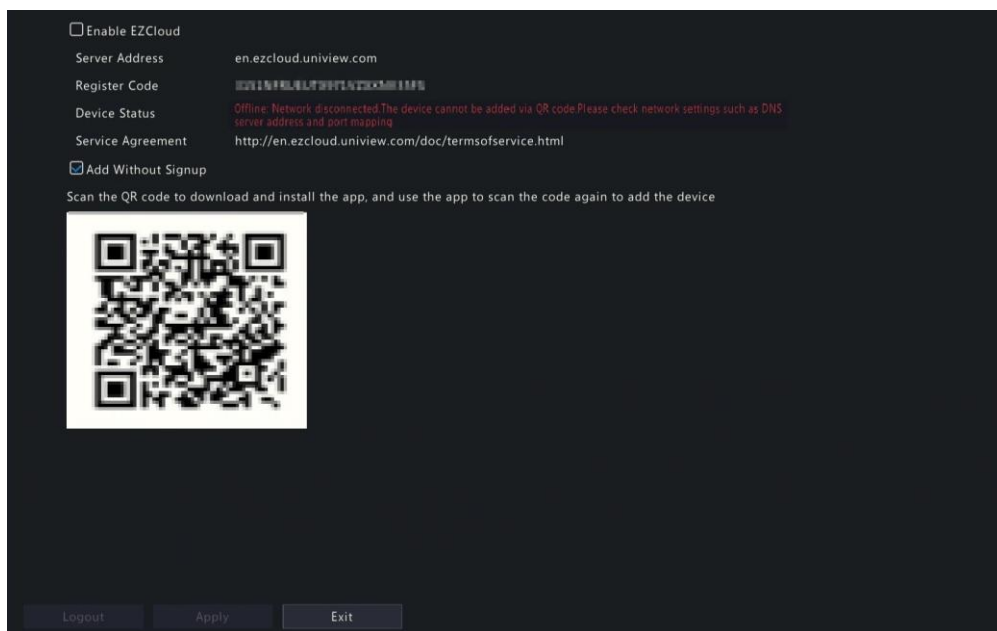 Enable EZCloud
Server Address en.ezcloud.uniview.com
Register Code
Device Status Offline: Network disconnected.The device cannot be added via QR code.Please check network settings such as DNS
server address and port mapping
Service Agreement http://en.ezcloud.uniview.com/doc/termsofservice.html
Add Without Signup
Scan the QR code to download and install the app, and use the app to scan the code again to add the device
Logout Apply Exit